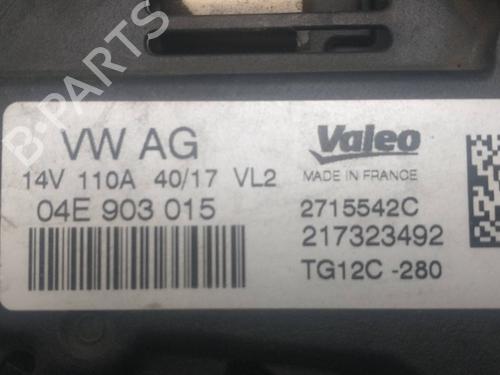 VW AG
14V 110A 40/17 VL2
04E 903 015
Valeo
MADE IN FRANCE
2715542C
217323492
TG12C -280
B-PARTS